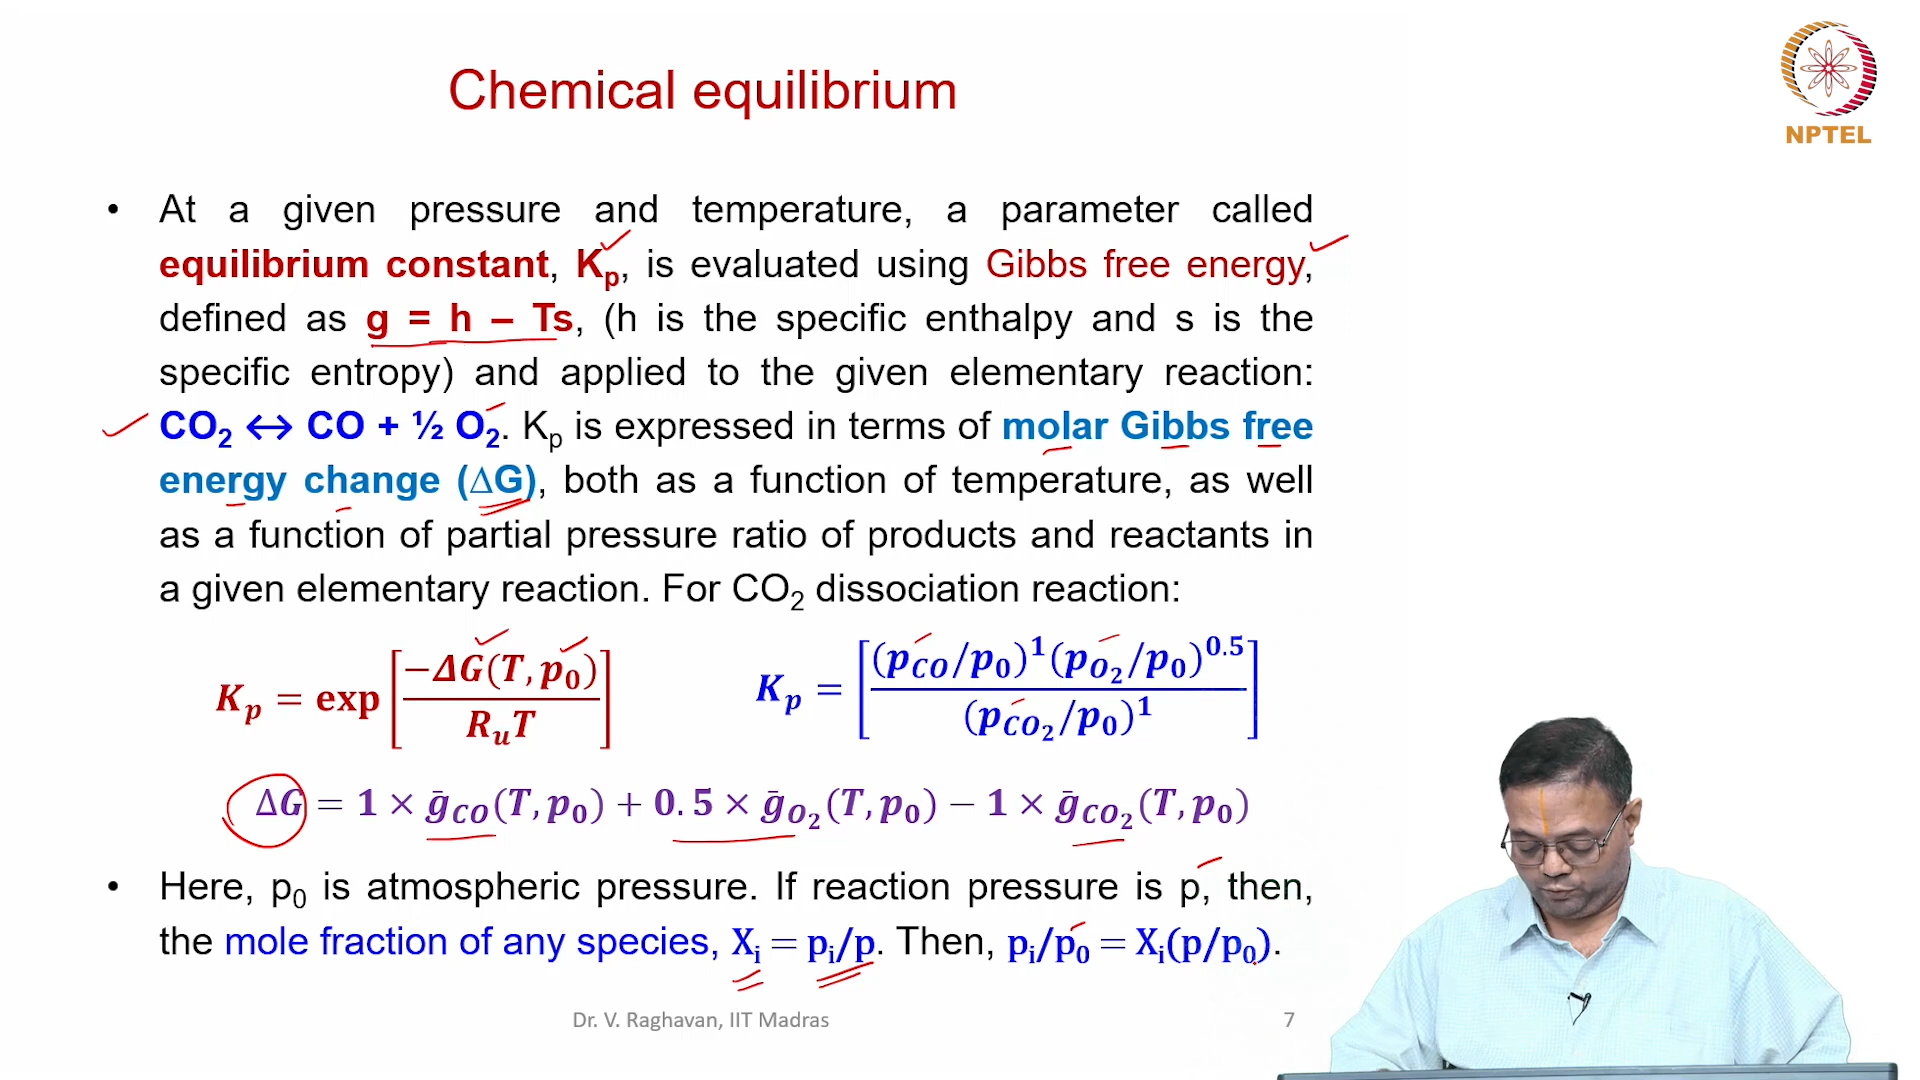 Chemical equilibrium
NPTEL
• At a given pressure and temperature, a parameter called
equilibrium constant, Kₚ, is evaluated using Gibbs free energy,
defined as g = h – Ts, (h is the specific enthalpy and s is the
specific entropy) and applied to the given elementary reaction:
CO₂ ↔ CO + ½ O₂. Kₚ is expressed in terms of molar Gibbs free
energy change (ΔG), both as a function of temperature, as well
as a function of partial pressure ratio of products and reactants in
a given elementary reaction. For CO₂ dissociation reaction:
Kₚ = exp[−ΔG(T, p₀) / RᵤT]    Kₚ = [(p_CO/p₀)¹(p_O₂/p₀)^0.5 / (p_CO₂/p₀)¹]
ΔG = 1 × ḡ_CO(T, p₀) + 0.5 × ḡ_O₂(T, p₀) − 1 × ḡ_CO₂(T, p₀)
• Here, p₀ is atmospheric pressure. If reaction pressure is p, then,
the mole fraction of any species, Xᵢ = pᵢ/p. Then, pᵢ/p₀ = Xᵢ(p/p₀).
Dr. V. Raghavan, IIT Madras
7